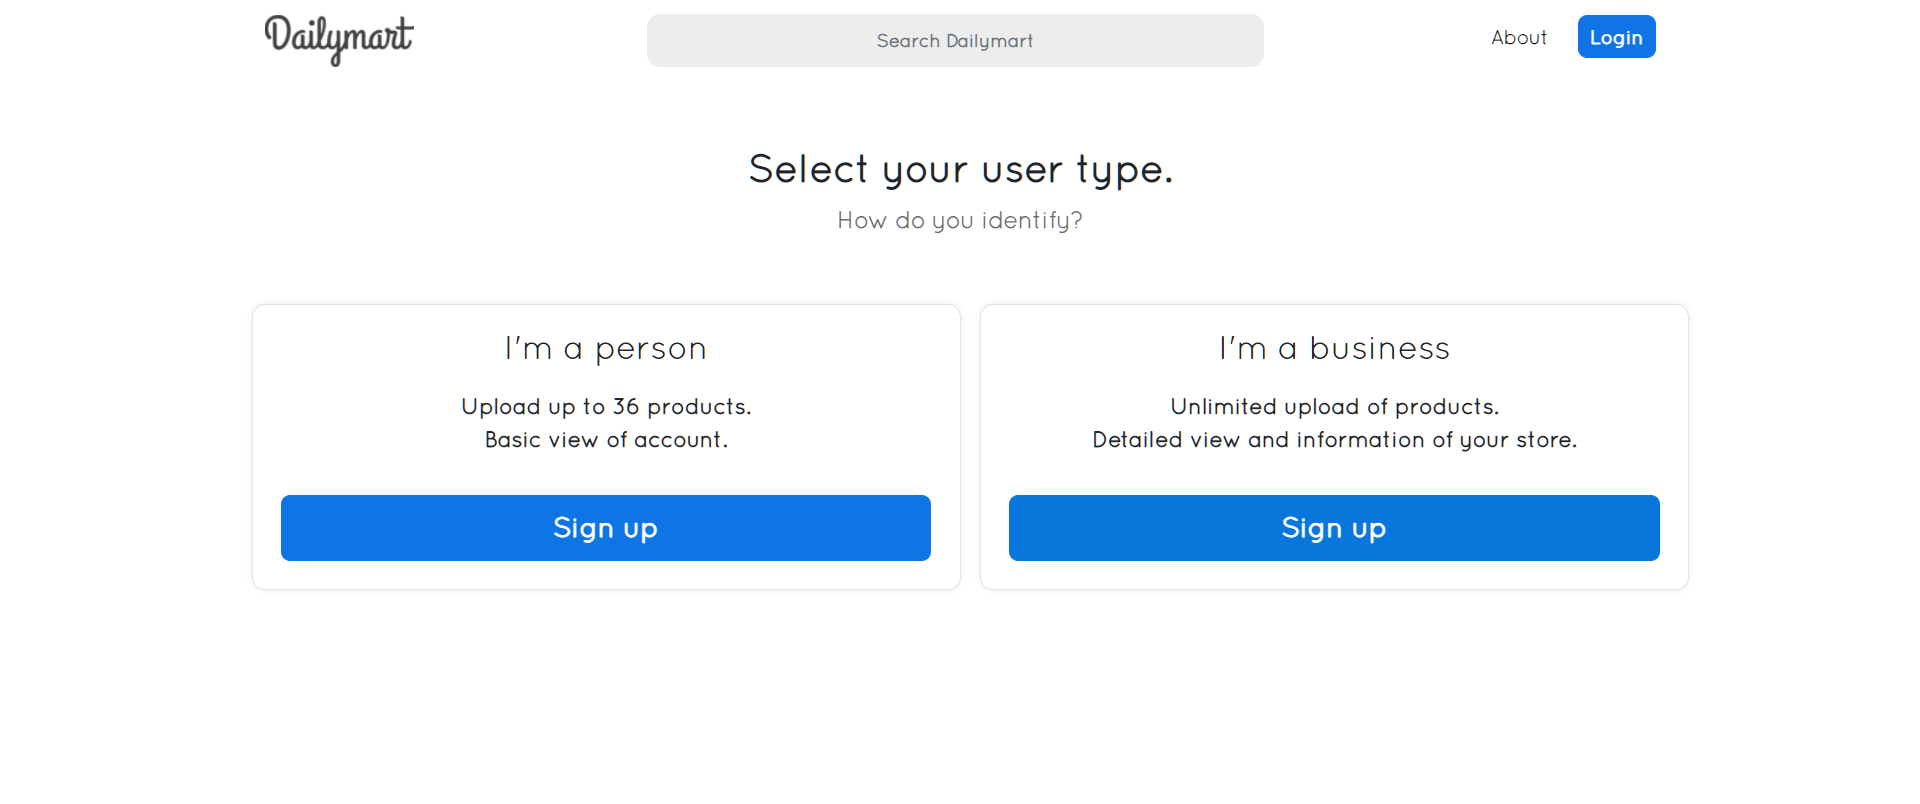 Dailymart
Search Dailymart
About
Login
Select your user type.
How do you identify?
I'm a person
Upload up to 36 products.
Basic view of account.
Sign up
I'm a business
Unlimited upload of products.
Detailed view and information of your store.
Sign up